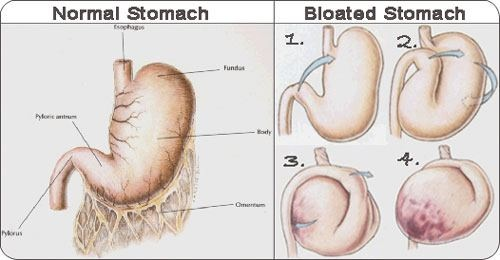 Normal Stomach
Esophagus
Fundus
Pyloric antrum
Body
Omentum
Pylorus
Bloated Stomach
1.
2.
3.
4.